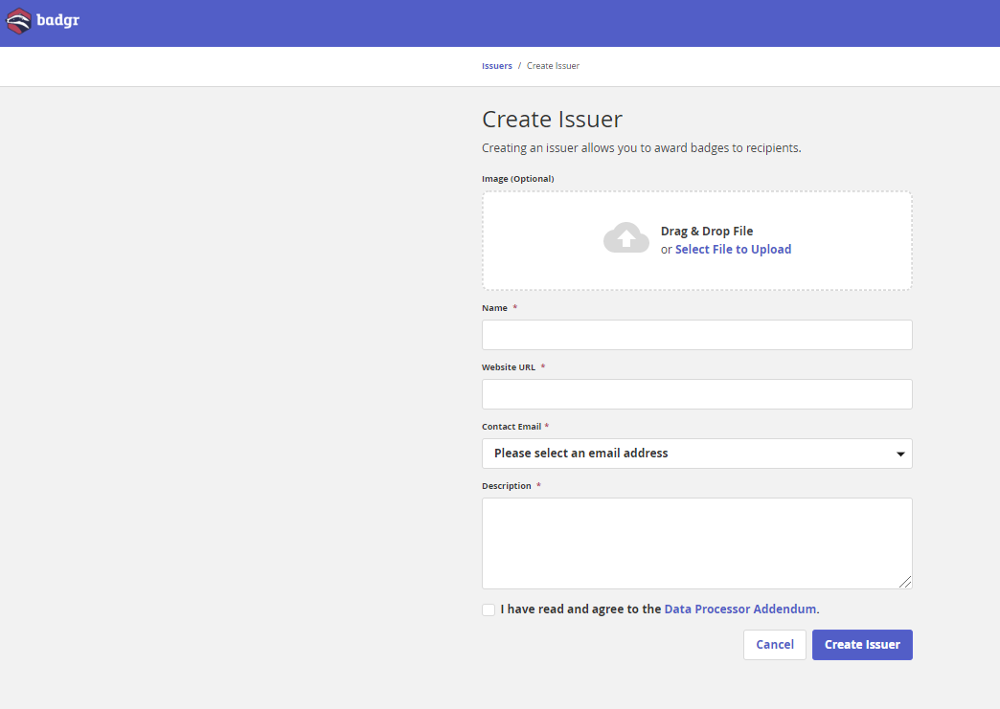 badgr
Issuers / Create Issuer
Create Issuer
Creating an issuer allows you to award badges to recipients.
Image (Optional)
Drag & Drop File
or Select File to Upload
Name *
Website URL *
Contact Email *
Please select an email address
Description *
I have read and agree to the Data Processor Addendum.
Cancel
Create Issuer